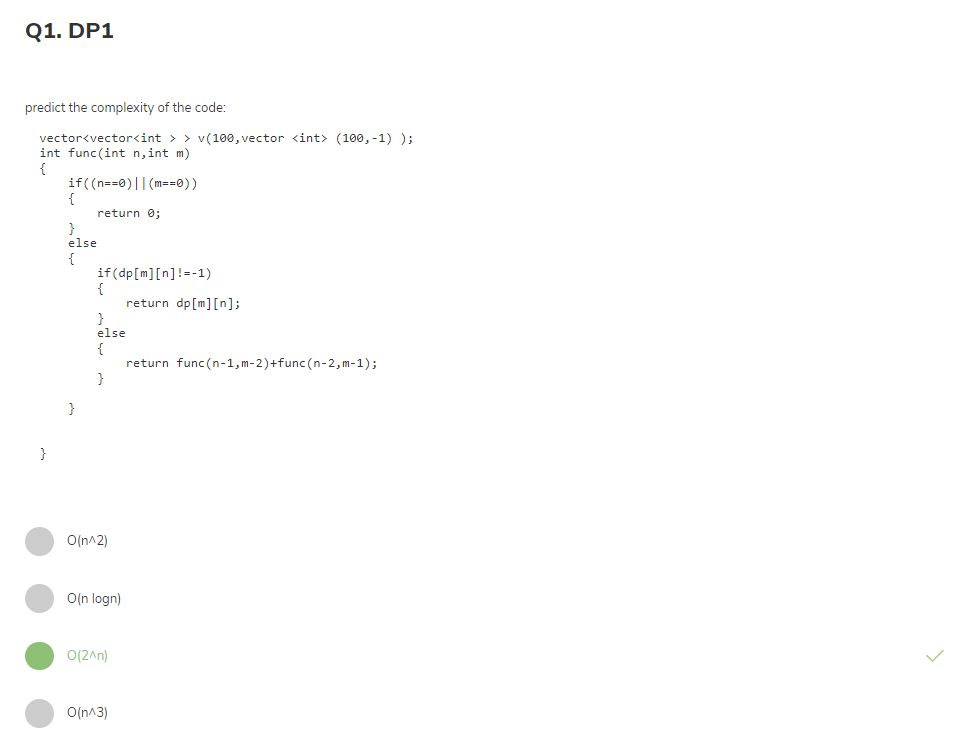 Q1. DP1
predict the complexity of the code:
vector<vector<int > > v(100,vector <int> (100,-1) );
int func(int n,int m)
{
if((n==0)||(m==0))
{
return 0;
}
else
{
if(dp[m][n]!=-1)
{
return dp[m][n];
}
else
{
return func(n-1,m-2)+func(n-2,m-1);
}
}
}
O(n^2)
O(n logn)
O(2^n)
O(n^3)